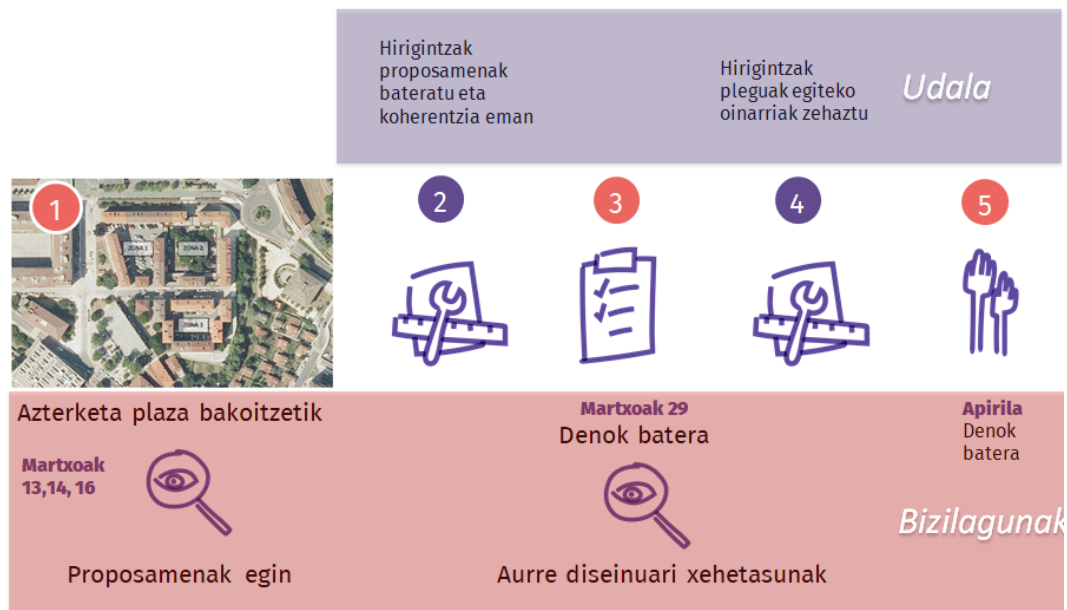 Hirigintzak
proposamenak
bateratu eta
koherentzia eman
Hirigintzak
pleguak egiteko
oinarriak zehaztu
Udala
1
2
3
4
5
ZONA 1
ZONA 2
ZONA 3
Azterketa plaza bakoitzetik
Martxoak
13,14, 16
Proposamenak egin
Martxoak 29
Denok batera
Aurre diseinuari xehetasunak
Apirila
Denok
batera
Bizilagunak